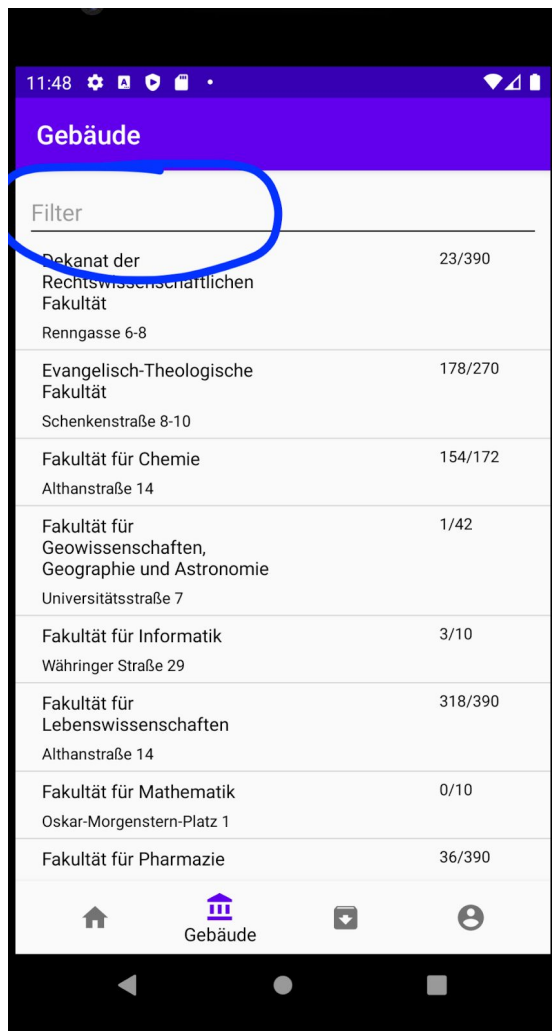 11:48
Gebäude
Filter
Dekanat der 23/390
Rechtswissenschaftlichen
Fakultät
Renngasse 6-8
Evangelisch-Theologische 178/270
Fakultät
Schenkenstraße 8-10
Fakultät für Chemie 154/172
Althanstraße 14
Fakultät für 1/42
Geowissenschaften,
Geographie und Astronomie
Universitätsstraße 7
Fakultät für Informatik 3/10
Währinger Straße 29
Fakultät für 318/390
Lebenswissenschaften
Althanstraße 14
Fakultät für Mathematik 0/10
Oskar-Morgenstern-Platz 1
Fakultät für Pharmazie 36/390
Gebäude